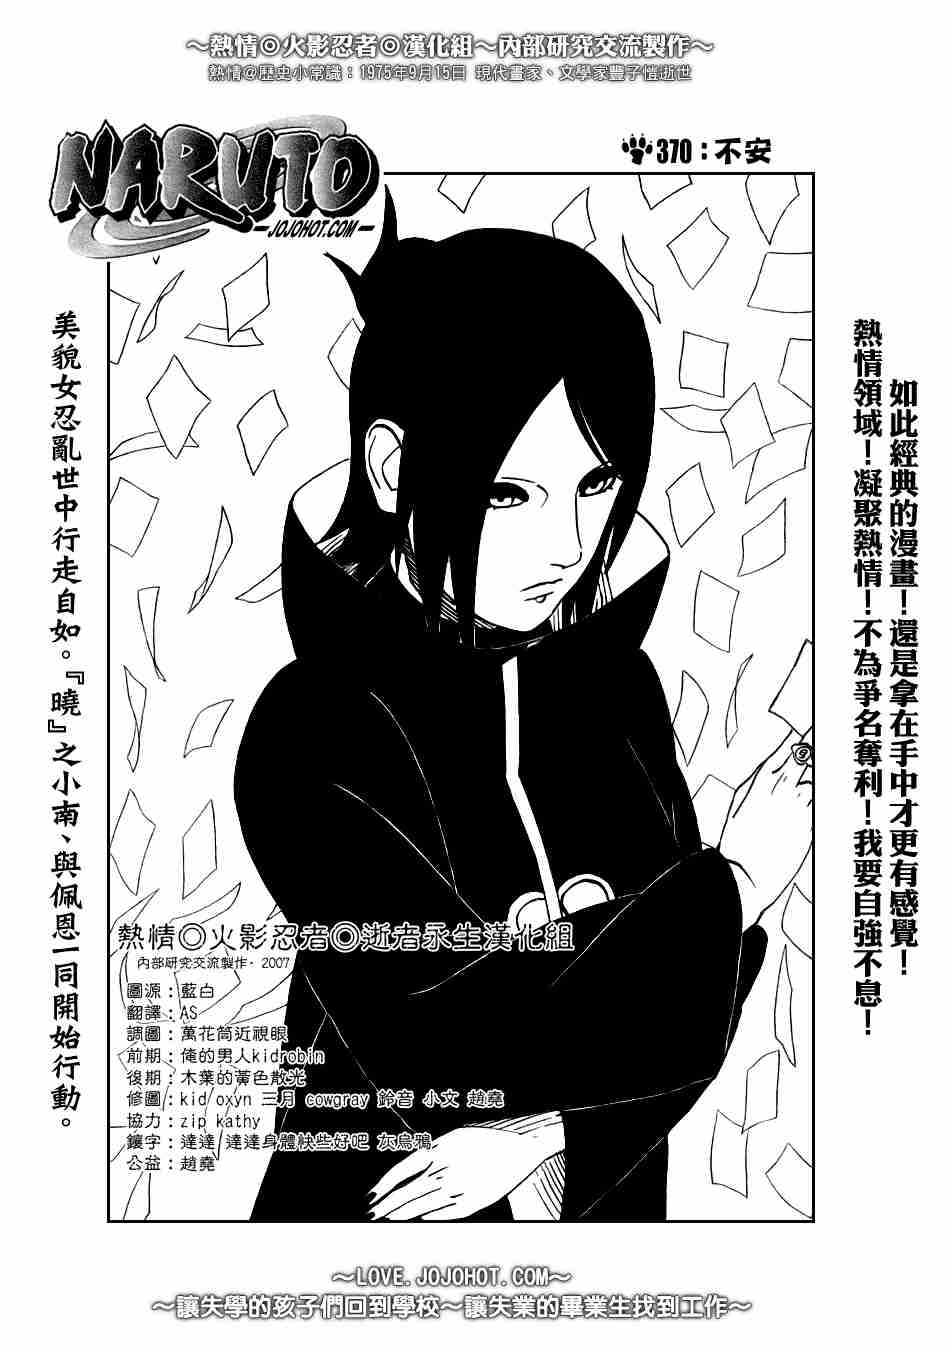 ～熱情◎火影忍者◎漢化組～內部研究交流製作～
熱情@歷史小常識：1975年9月15日 現代畫家、文學家豐子愷逝世
NARUTO
JOJOHOT.COM
370：不安
如此經典的漫畫！還是拿在手中才更有感覺！
熱情領域！凝聚熱情！不為爭名奪利！我要自強不息！
美貌女忍亂世中行走自如。『曉』之小南、與佩恩一同開始行動。
熱情◎火影忍者◎逝者永生漢化組
內部研究交流製作· 2007
圖源：藍白
翻譯：AS
調圖：萬花筒近視眼
前期：俺的男人kidrobin
後期：木葉的黃色散光
修圖：kid oxyn 三月 cowgray 鈴音 小文 趙堯
協力：zip kathy
鑲字：達達 達達身體快些好吧 灰烏鴉
公益：趙堯
～LOVE.JOJOHOT.COM～
～讓失學的孩子們回到學校～讓失業的畢業生找到工作～